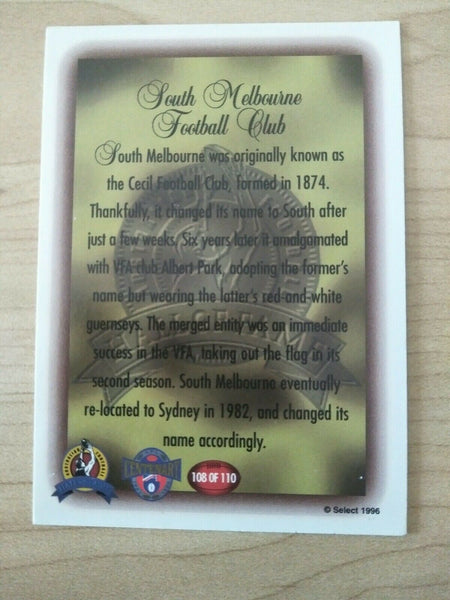 South Melbourne
Football Club
South Melbourne was originally known as
the Cecil Football Club, formed in 1874.
Thankfully, it changed its name to South after
just a few weeks. Six years later it amalgamated
with VFA club Albert Park, adopting the former's
name but wearing the latter's red-and-white
guernseys. The merged entity was an immediate
success in the VFA, taking out the flag in its
second season. South Melbourne eventually
re-located to Sydney in 1982, and changed its
name accordingly.
HALL OF FAME
CENTENARY
108 OF 110
© Select 1996